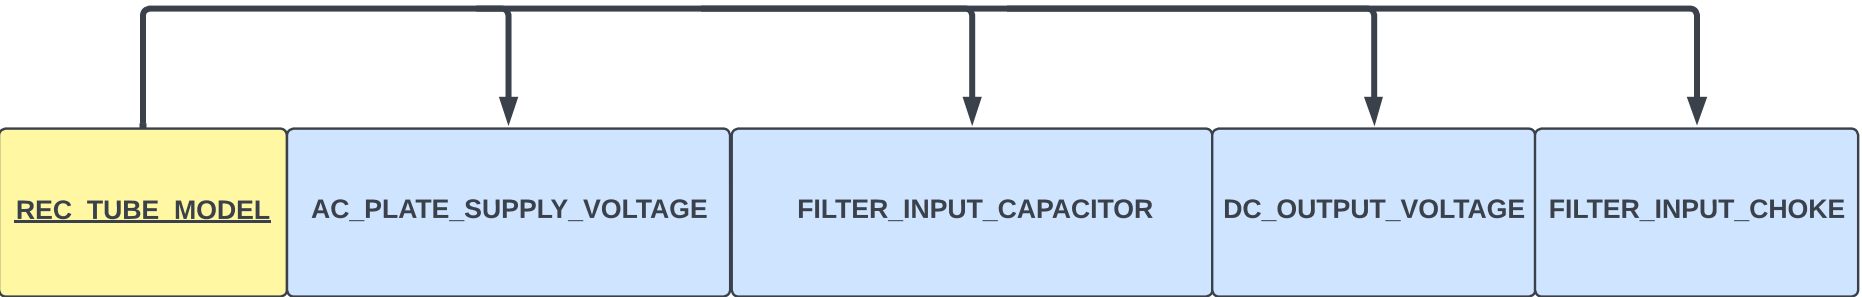 REC_TUBE_MODEL
AC_PLATE_SUPPLY_VOLTAGE
FILTER_INPUT_CAPACITOR
DC_OUTPUT_VOLTAGE
FILTER_INPUT_CHOKE